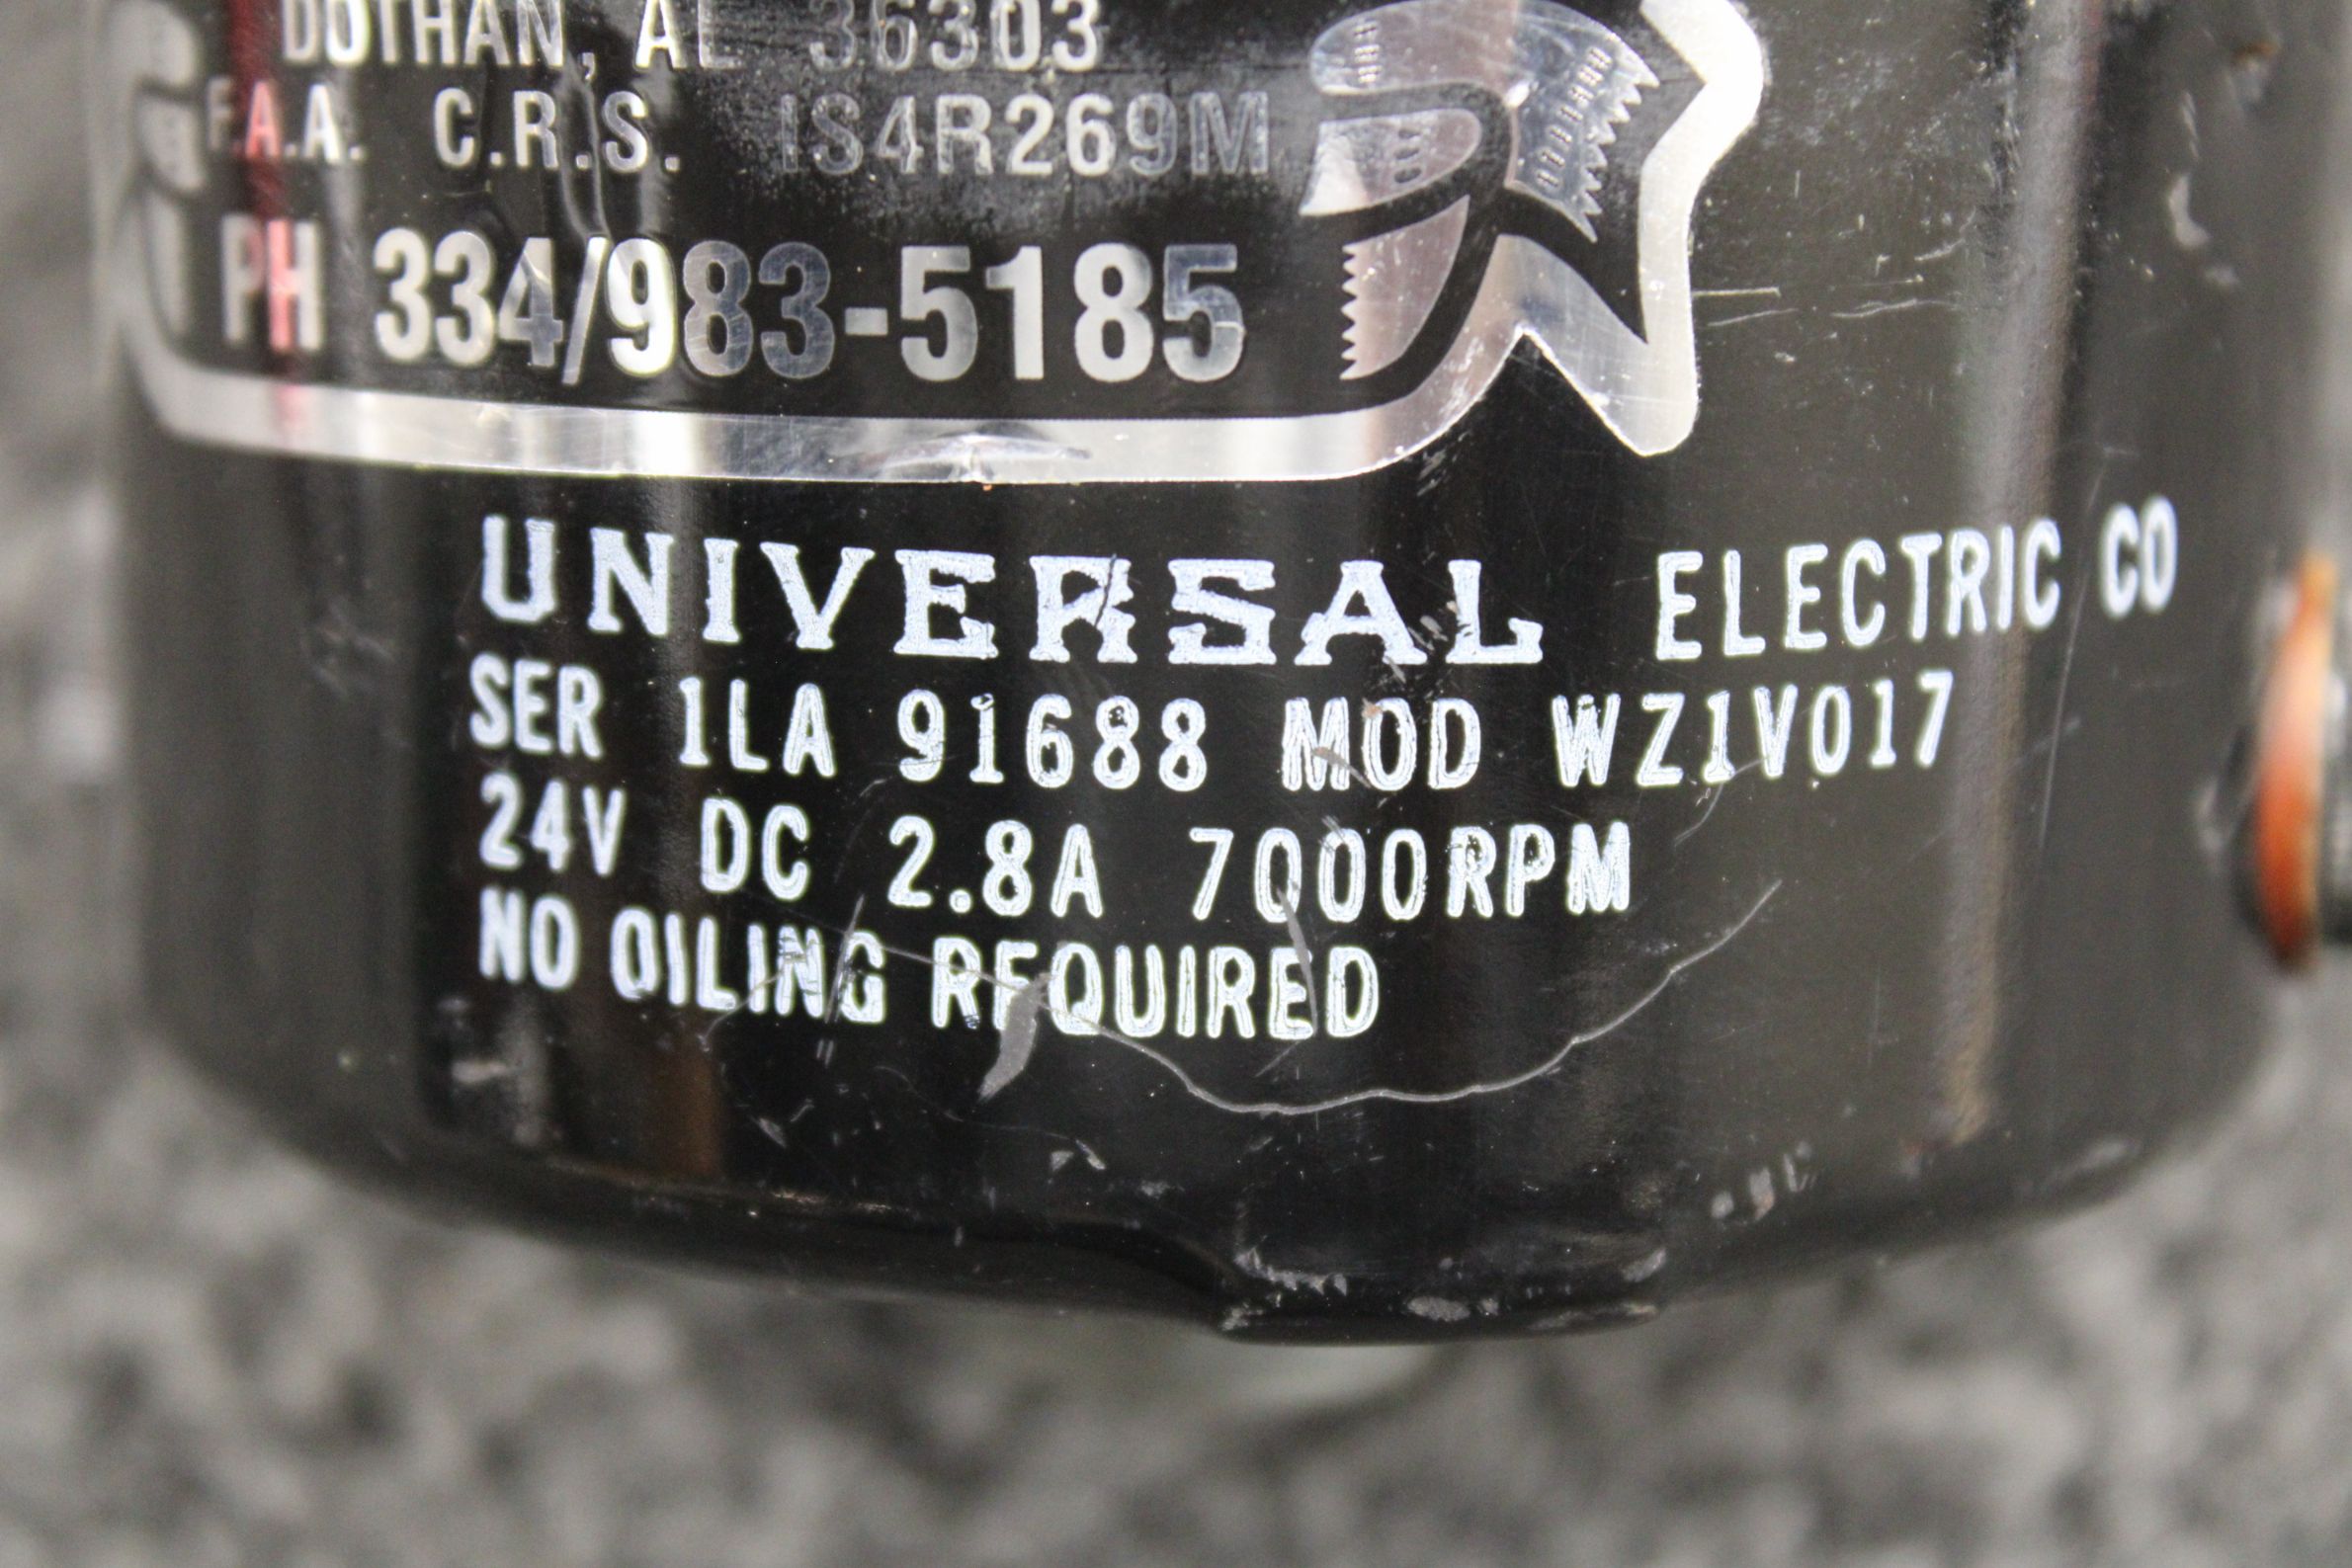 DOTHAN, AL 36303
F.A.A. C.R.S. IS4R269M
PH 334/983-5185
UNIVERSAL ELECTRIC CO
SER 1LA 91688 MOD WZ1V017
24V DC 2.8A 7000RPM
NO OILING REQUIRED